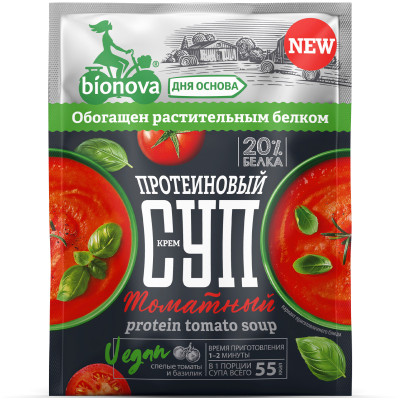 NEW
bionova®
ДНЯ ОСНОВА
Обогащен растительным белком
20%
БЕЛКА
ПРОТЕИНОВЫЙ
КРЕМ
СУП
Томатный
protein tomato soup
Vegan
спелые томаты
и базилик
ВРЕМЯ ПРИГОТОВЛЕНИЯ
1-2 МИНУТЫ
В 1 ПОРЦИИ
СУПА ВСЕГО 55 ккал